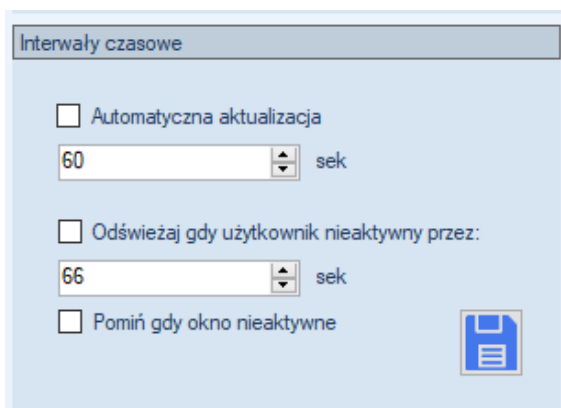 Interwały czasowe
Automatyczna aktualizacja
60 sek
Odświeżaj gdy użytkownik nieaktywny przez:
66 sek
Pomiń gdy okno nieaktywne